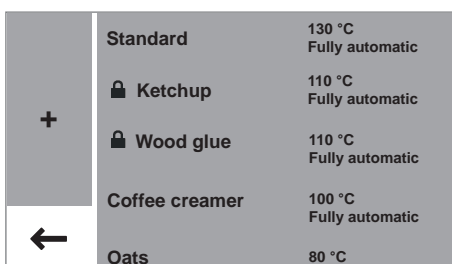 Standard 130 °C
Fully automatic
Ketchup 110 °C
Fully automatic
+
Wood glue 110 °C
Fully automatic
Coffee creamer 100 °C
Fully automatic
Oats 80 °C